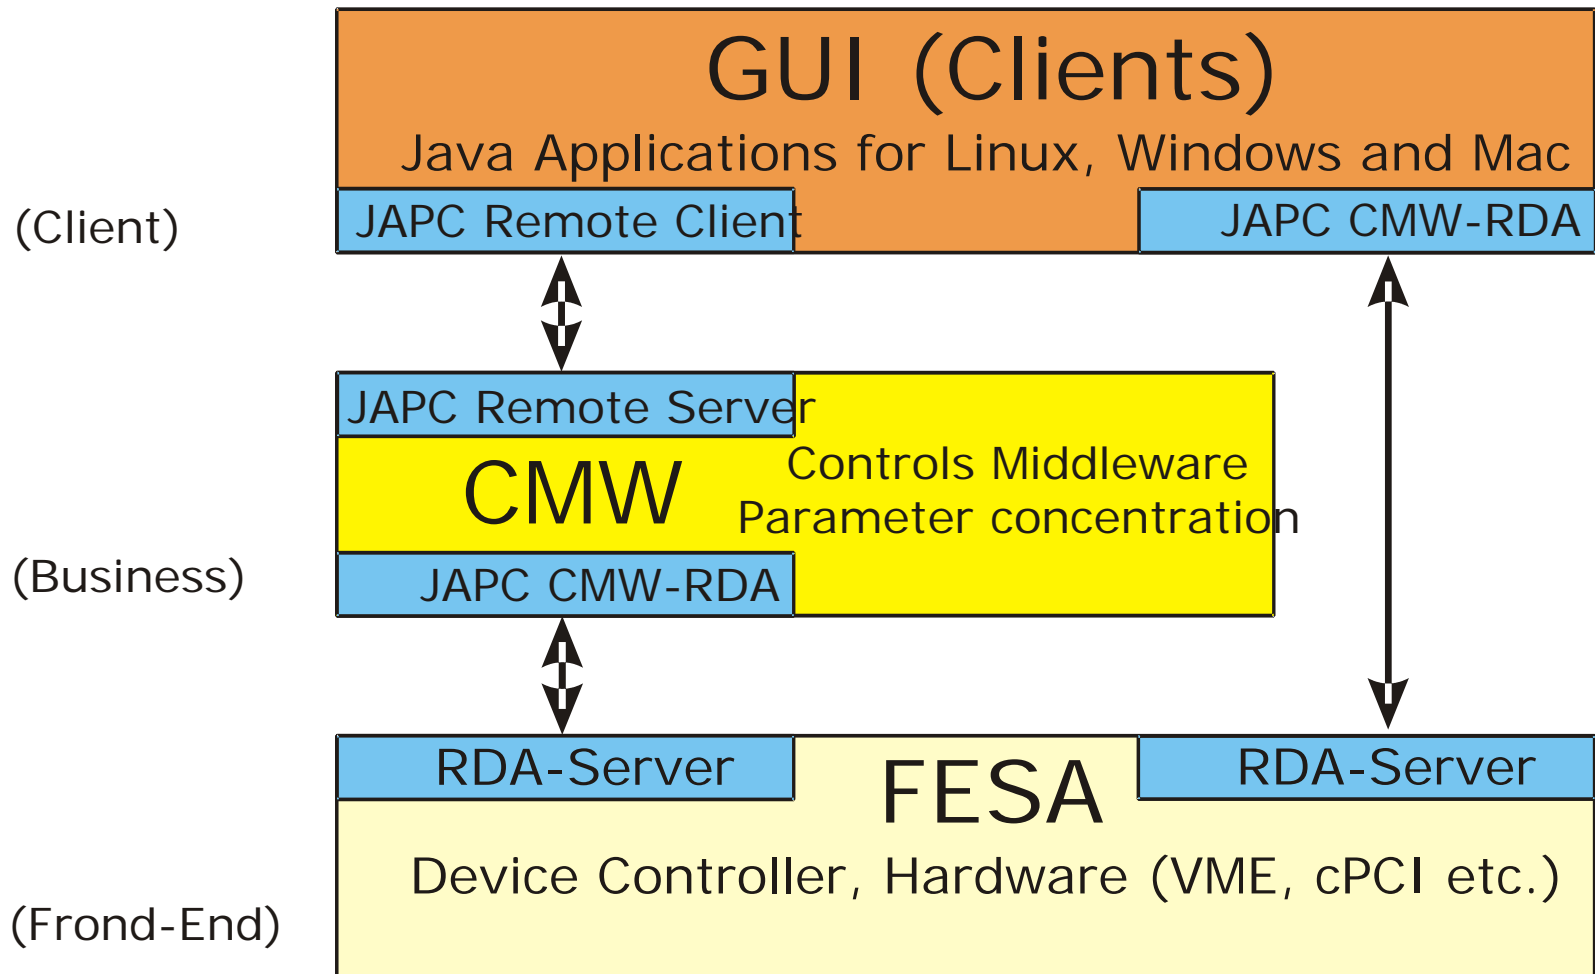 GUI (Clients)
Java Applications for Linux, Windows and Mac
(Client)
JAPC Remote Client
JAPC CMW-RDA
JAPC Remote Server
CMW
Controls Middleware
Parameter concentration
(Business)
JAPC CMW-RDA
RDA-Server
FESA
RDA-Server
Device Controller, Hardware (VME, cPCI etc.)
(Frond-End)